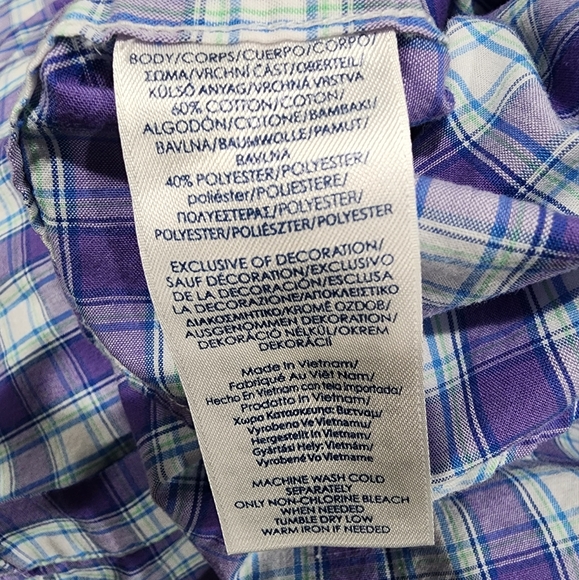 BODY/CORPS/CUERPO/CORPO/
ΣΩΜΑ/VRCHNÍ ČÁST/OBERTEIL/
KÜLSŐ ANYAG/VRCHNÁ VRSTVA
60% COTTON/COTON/
ALGODÓN/COTONE/ΒΑΜΒΑΚΙ/
BAVLNA/BAUMWOLLE/PAMUT/
BAVLNA
40% POLYESTER/POLYESTER/
poliéster/POLIESTERE/
ΠΟΛΥΕΣΤΕΡΑΣ/POLYESTER/
POLYESTER/POLIÉSZTER/POLYESTER
EXCLUSIVE OF DECORATION/
SAUF DÉCORATION/EXCLUSIVO
DE LA DECORACIÓN/ESCLUSA
LA DECORAZIONE/ΑΠΟΚΛΕΙΣΤΙΚΟ
ΔΙΑΚΟΣΜΗΤΙΚΟ/KROMĚ OZDOB/
AUSGENOMMEN DEKORATION/
DEKORÁCIÓ NÉLKÜL/OKREM
DEKORÁCIÍ
Made In Vietnam/
Fabriqué Au Viêt Nam/
Hecho En Vietnam con tela importada/
Prodotto In Vietnam/
Χωρα Κατασκευης: Βιετναμ/
Vyrobeno Ve Vietnamu/
Hergestellt In Vietnam/
Gyártási Hely: Vietnám/
Vyrobené Vo Vietname
MACHINE WASH COLD
SEPARATELY
ONLY NON-CHLORINE BLEACH
WHEN NEEDED
TUMBLE DRY LOW
WARM IRON IF NEEDED